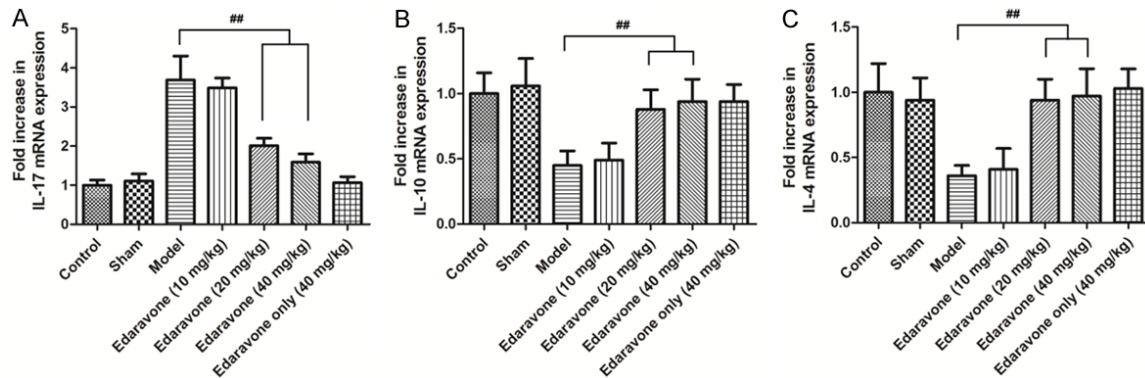 A
Fold increase in
IL-17 mRNA expression
5
4
3
2
1
0
##
Control
Sham
Model
Edaravone (10 mg/kg)
Edaravone (20 mg/kg)
Edaravone (40 mg/kg)
Edaravone only (40 mg/kg)
B
Fold increase in
IL-10 mRNA expression
1.5
1.0
0.5
0.0
##
Control
Sham
Model
Edaravone (10 mg/kg)
Edaravone (20 mg/kg)
Edaravone (40 mg/kg)
Edaravone only (40 mg/kg)
C
Fold increase in
IL-4 mRNA expression
1.5
1.0
0.5
0.0
##
Control
Sham
Model
Edaravone (10 mg/kg)
Edaravone (20 mg/kg)
Edaravone (40 mg/kg)
Edaravone only (40 mg/kg)